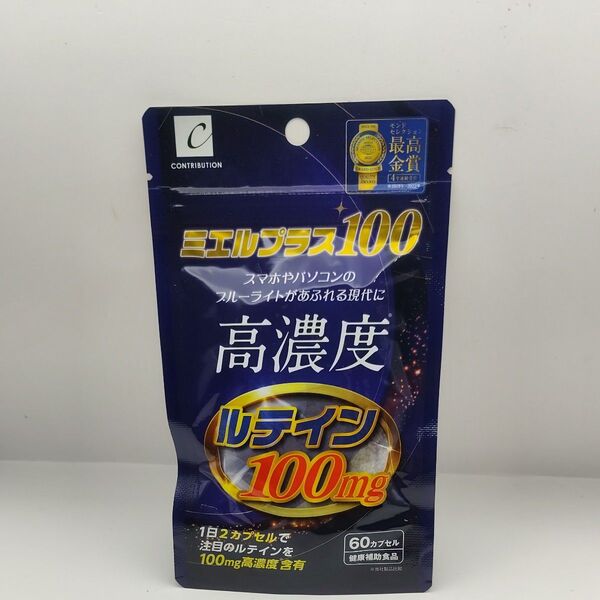 C
CONTRIBUTION
モンド
セレクション
最高
金賞
ミエルプラス100
スマホやパソコンの
ブルーライトがあふれる現代に
高濃度
ルテイン
100mg
1日2カプセルで
注目のルテインを
100mg高濃度含有
60カプセル
健康補助食品